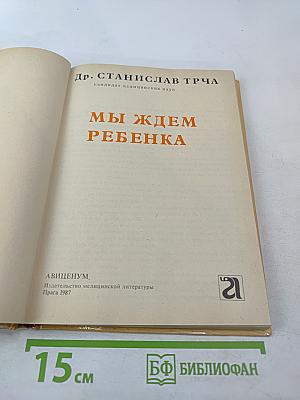 Др. СТАНИСЛАВ ТРЧА
кандидат медицинских наук
МЫ ЖДЕМ
РЕБЕНКА
АВИЦЕНУМ,
Издательство медицинской литературы
Прага 1987
15 см
БФ БИБЛИОФАН